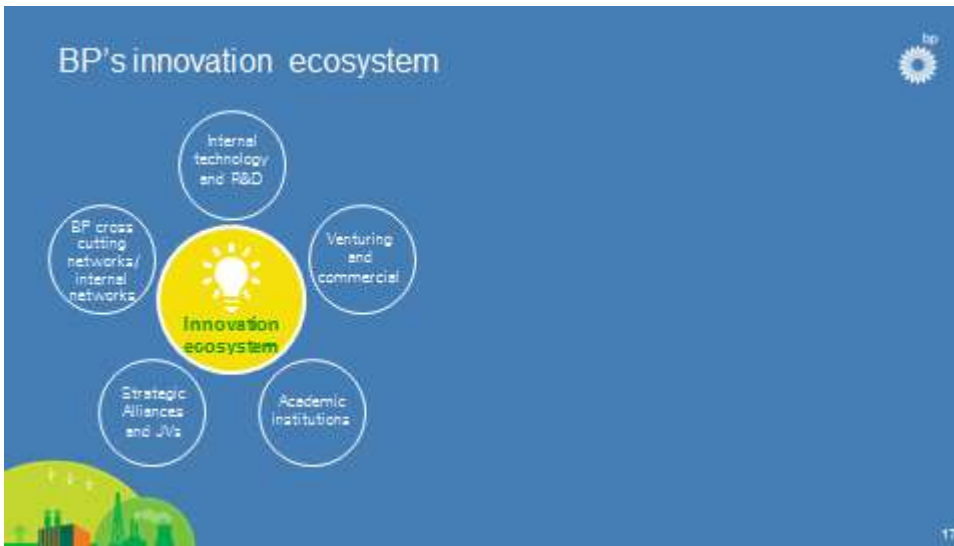 BP's innovation ecosystem
bp
Internal
technology
and R&D
BP cross
cutting
networks/
internal
networks
Venturing
and
commercial
Innovation
ecosystem
Strategic
Alliances
and JVs
Academic
institutions
17